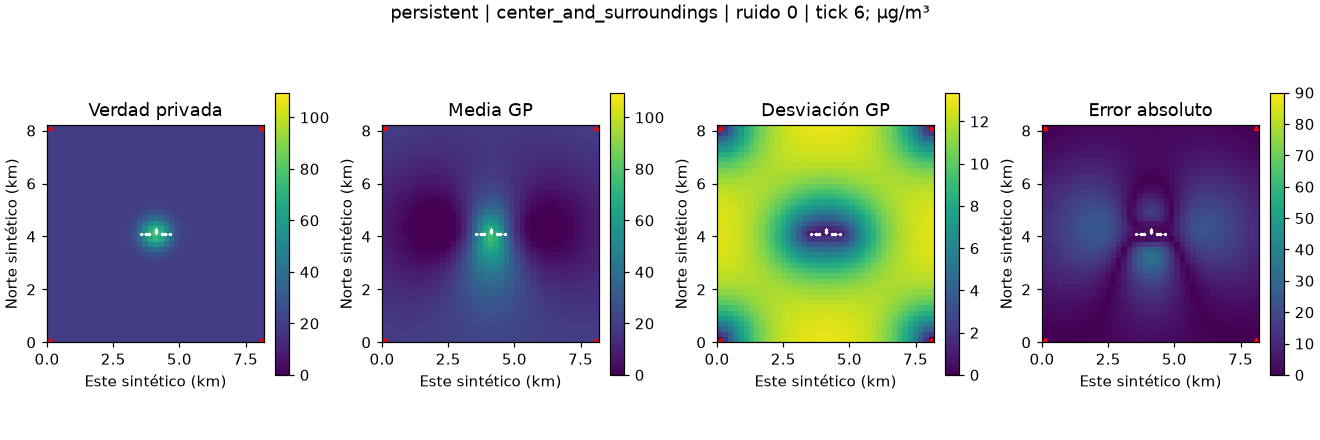 persistent | center_and_surroundings | ruido 0 | tick 6; µg/m³
Verdad privada
Norte sintético (km)
8
6
4
2
0
0.0 2.5 5.0 7.5
Este sintético (km)
100
80
60
40
20
0
Media GP
Norte sintético (km)
8
6
4
2
0
0.0 2.5 5.0 7.5
Este sintético (km)
100
80
60
40
20
0
Desviación GP
Norte sintético (km)
8
6
4
2
0
0.0 2.5 5.0 7.5
Este sintético (km)
12
10
8
6
4
2
0
Error absoluto
Norte sintético (km)
8
6
4
2
0
0.0 2.5 5.0 7.5
Este sintético (km)
90
80
70
60
50
40
30
20
10
0